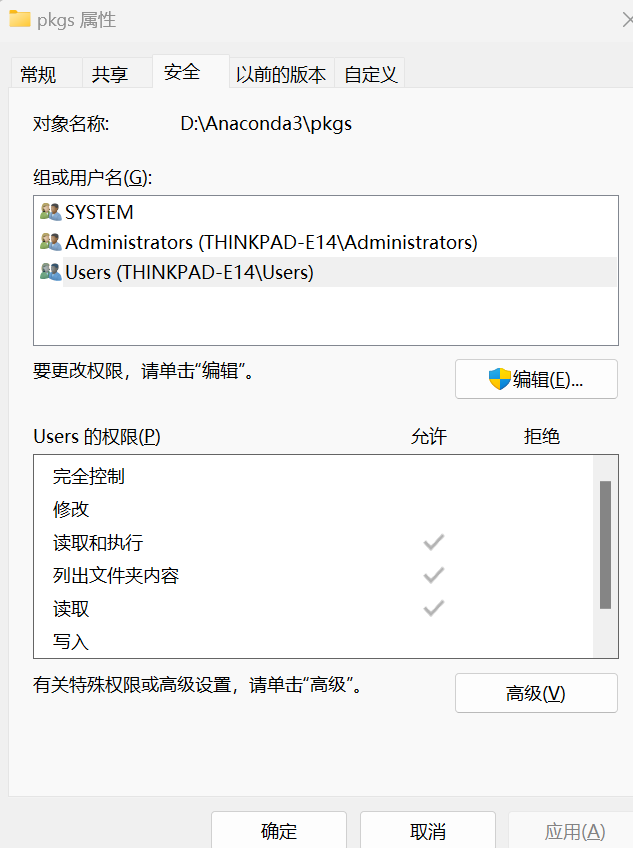 pkgs 属性
常规 共享 安全 以前的版本 自定义
对象名称: D:\Anaconda3\pkgs
组或用户名(G):
SYSTEM
Administrators (THINKPAD-E14\Administrators)
Users (THINKPAD-E14\Users)
要更改权限，请单击“编辑”。
编辑(E)...
Users 的权限(P) 允许 拒绝
完全控制
修改
读取和执行
列出文件夹内容
读取
写入
有关特殊权限或高级设置，请单击“高级”。
高级(V)
确定 取消 应用(A)